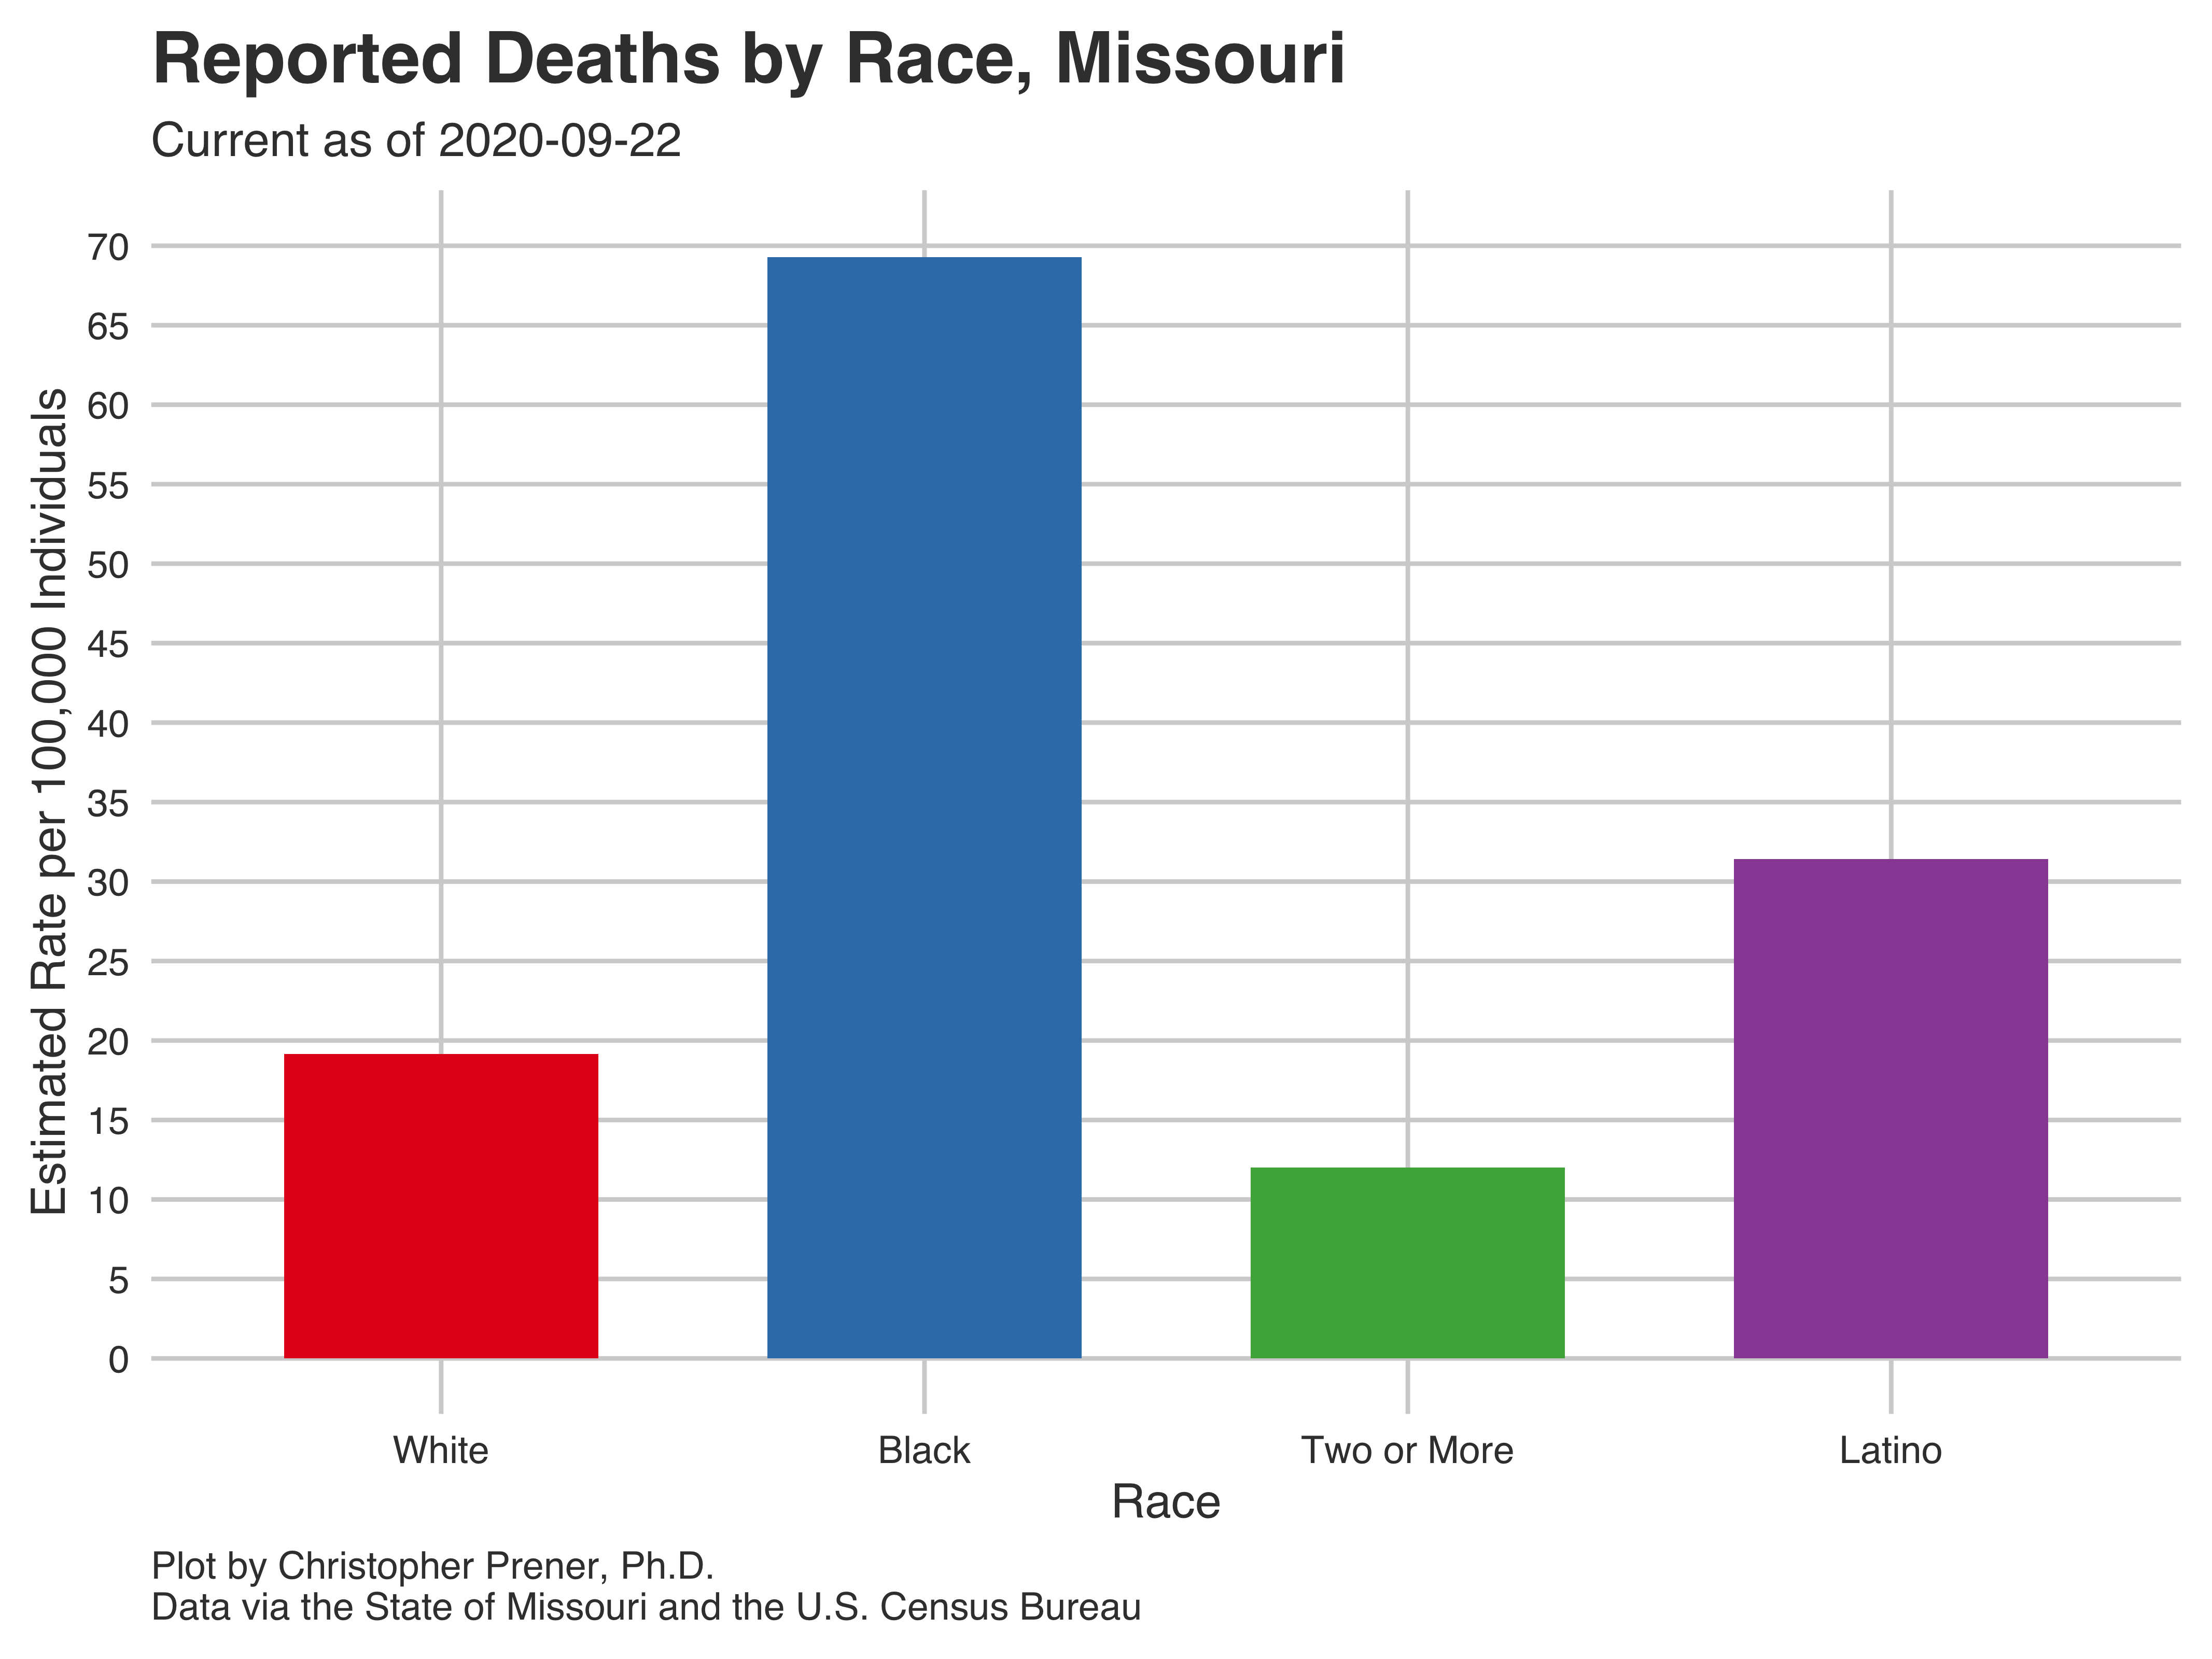 Reported Deaths by Race, Missouri
Current as of 2020-09-22
Estimated Rate per 100,000 Individuals
70
65
60
55
50
45
40
35
30
25
20
15
10
5
0
White
Black
Two or More
Latino
Race
Plot by Christopher Prener, Ph.D.
Data via the State of Missouri and the U.S. Census Bureau